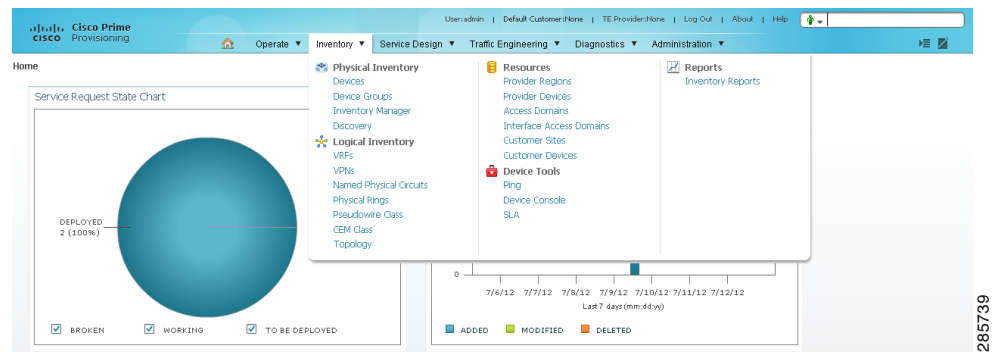 User:admin | Default Customer:None | TE Provider:None | Log Out | About | Help
Cisco Prime
CISCO Provisioning
Operate ▼ Inventory ▼ Service Design ▼ Traffic Engineering ▼ Diagnostics ▼ Administration ▼
Home
Service Request State Chart
DEPLOYED
2 (100%)
BROKEN WORKING TO BE DEPLOYED
Physical Inventory
Devices
Device Groups
Inventory Manager
Discovery
Logical Inventory
VRFs
VPNs
Named Physical Circuits
Physical Rings
Pseudowire Class
CEM Class
Topology
Resources
Provider Regions
Provider Devices
Access Domains
Interface Access Domains
Customer Sites
Customer Devices
Device Tools
Ping
Device Console
SLA
Reports
Inventory Reports
0
7/6/12 7/7/12 7/8/12 7/9/12 7/10/12 7/11/12 7/12/12
Last 7 days (mm:dd:yy)
ADDED MODIFIED DELETED
285739